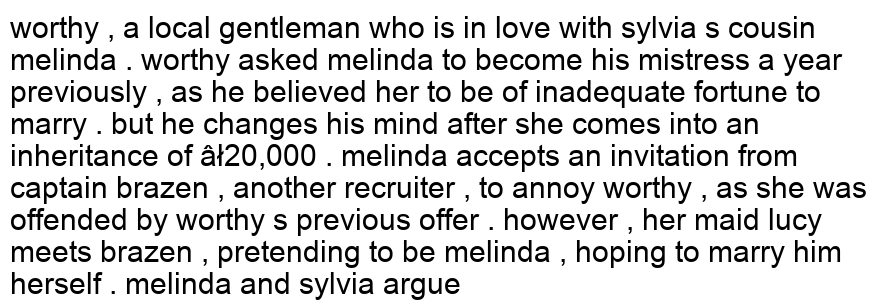 worthy , a local gentleman who is in love with sylvia s cousin
melinda . worthy asked melinda to become his mistress a year
previously , as he believed her to be of inadequate fortune to
marry . but he changes his mind after she comes into an
inheritance of âł20,000 . melinda accepts an invitation from
captain brazen , another recruiter , to annoy worthy , as she was
offended by worthy s previous offer . however , her maid lucy
meets brazen , pretending to be melinda , hoping to marry him
herself . melinda and sylvia argue